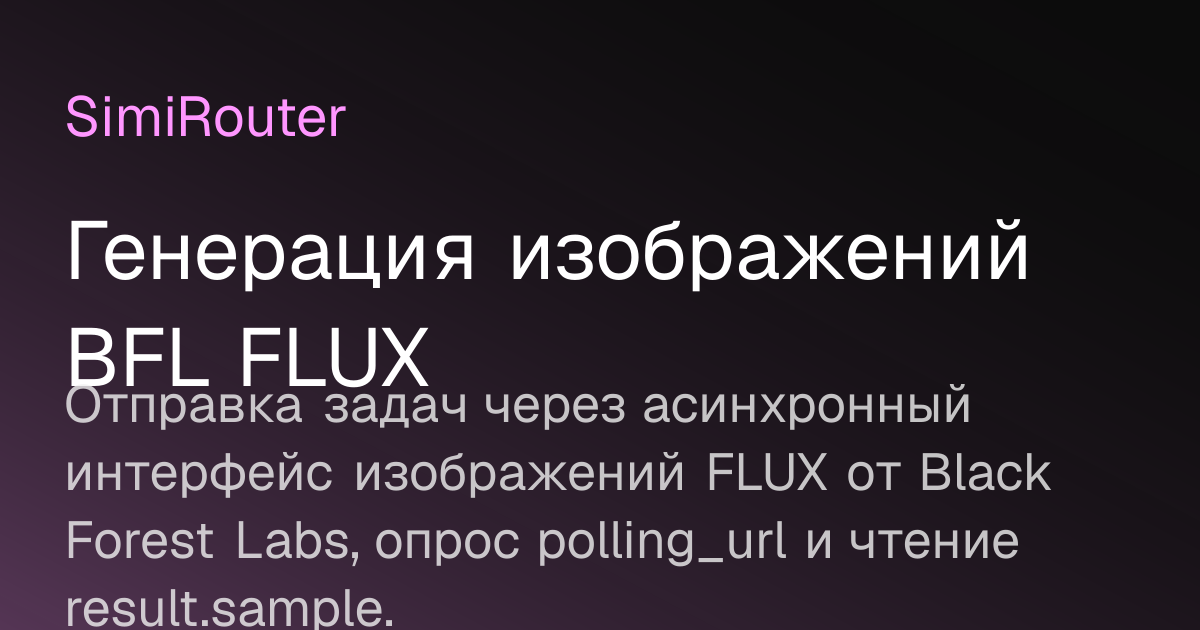 SimiRouter
Генерация изображений
BFL FLUX
Отправка задач через асинхронный
интерфейс изображений FLUX от Black
Forest Labs, опрос polling_url и чтение
result.sample.